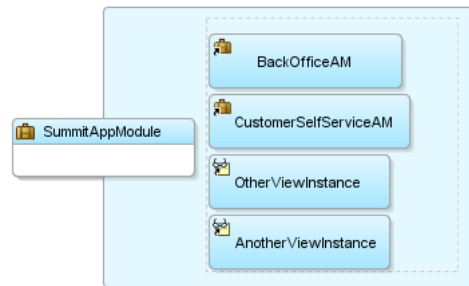 BackOfficeAM
SummitAppModule
CustomerSelfServiceAM
OtherViewInstance
AnotherViewInstance